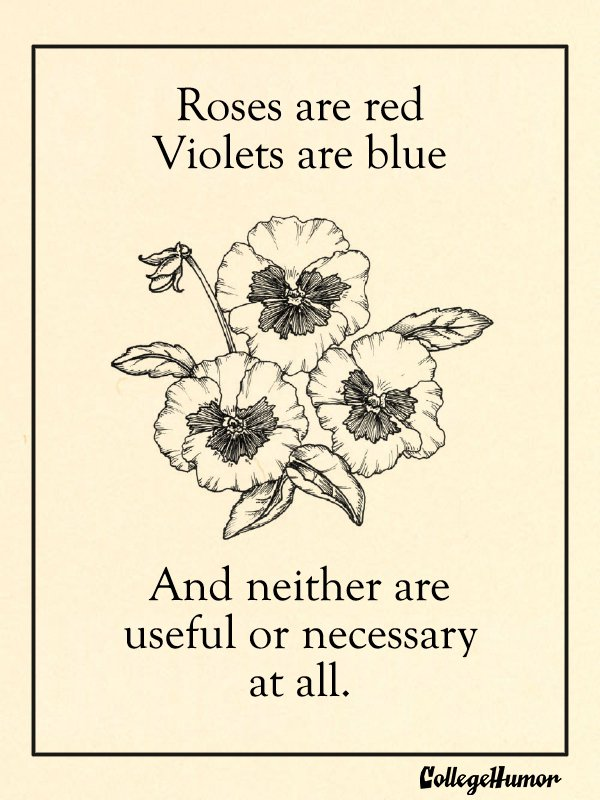 Roses are red
Violets are blue
And neither are
useful or necessary
at all.
CollegeHumor